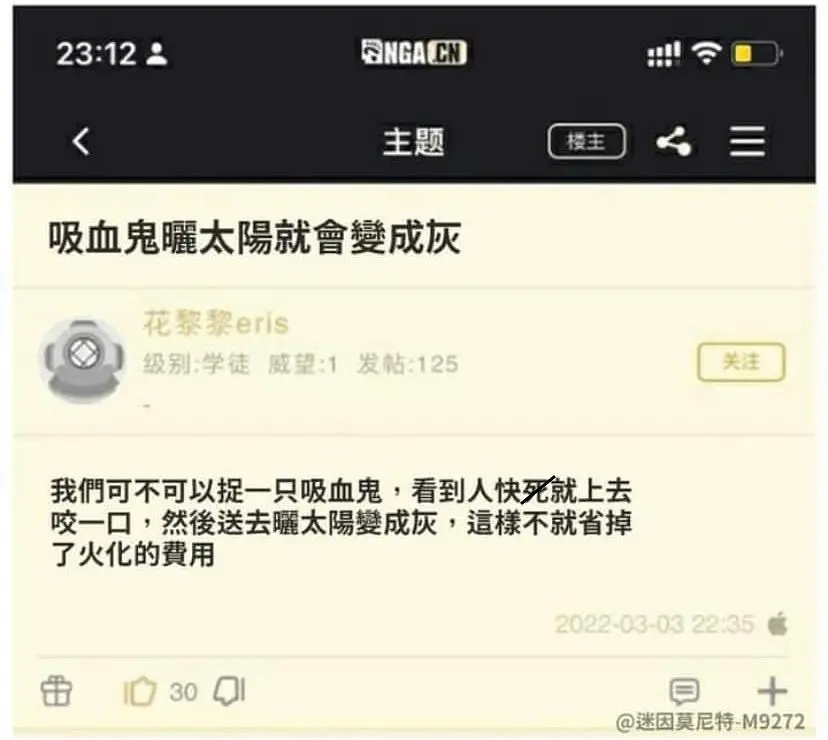 23:12
NGA.CN
主题
楼主
吸血鬼曬太陽就會變成灰
花黎黎eris
级别:学徒 威望:1 发帖:125
关注
-
我們可不可以捉一只吸血鬼，看到人快死就上去
咬一口，然後送去曬太陽變成灰，這樣不就省掉
了火化的費用
2022-03-03 22:35
30
@迷因莫尼特-M9272